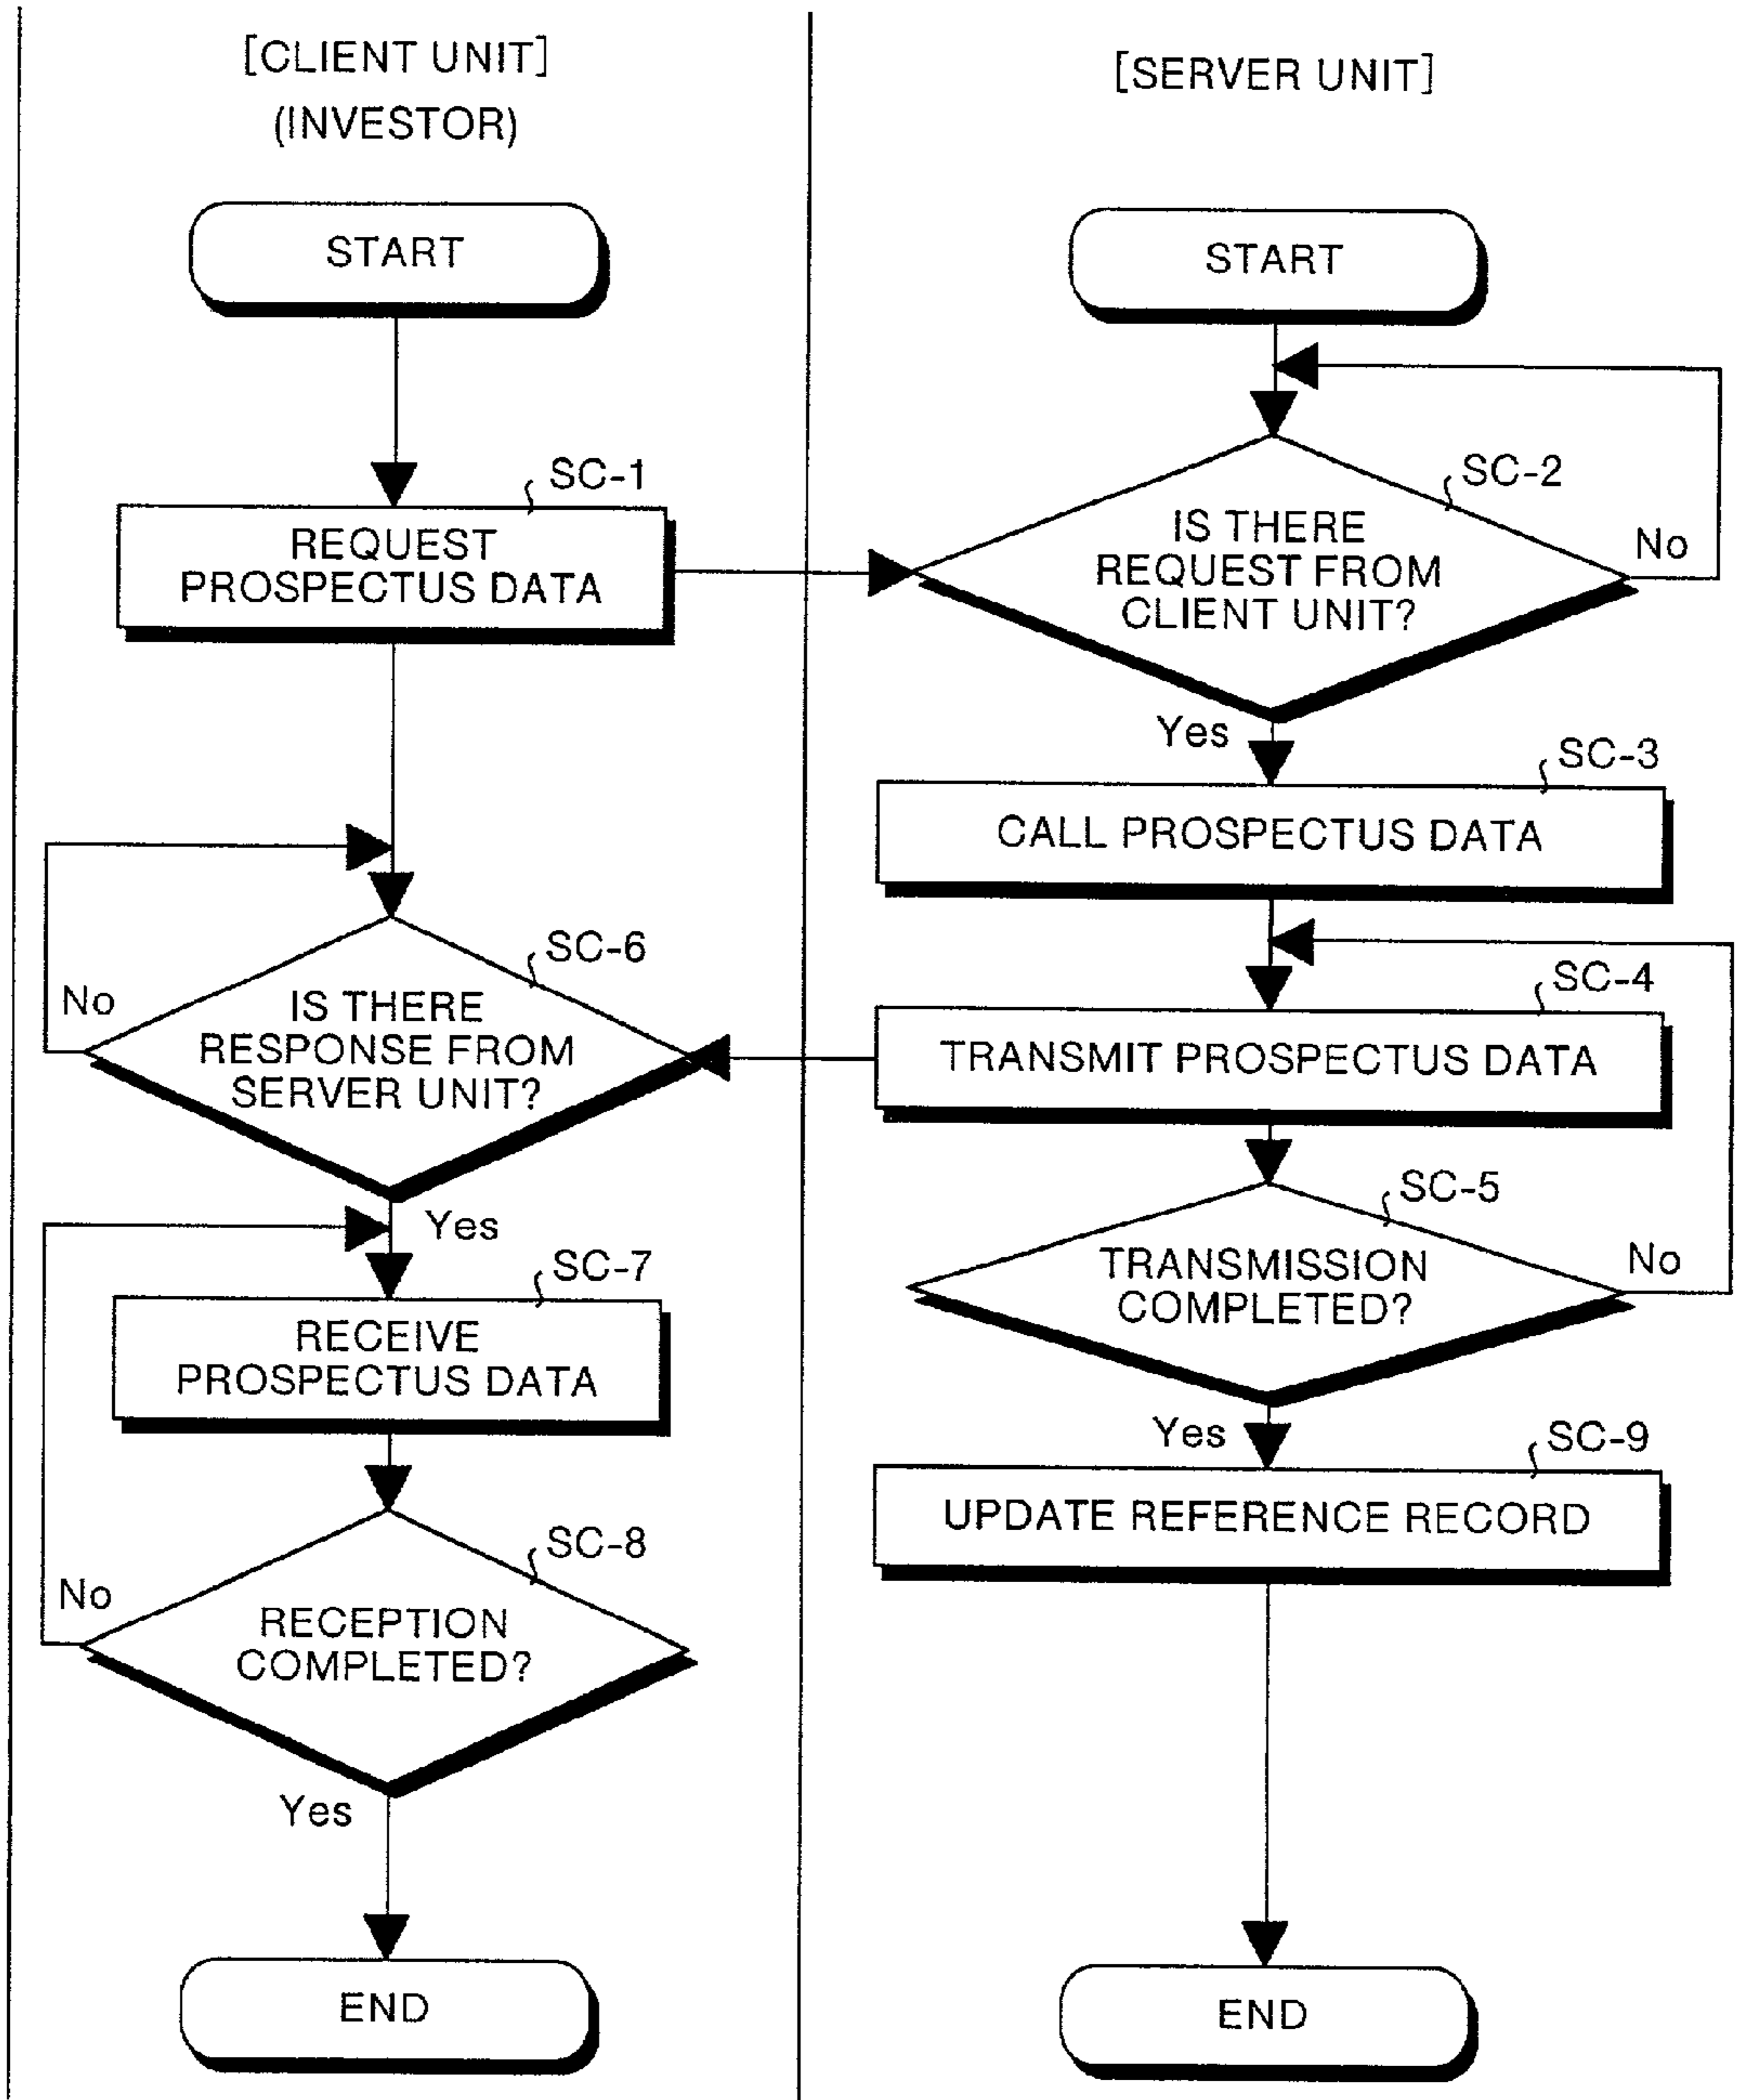 [CLIENT UNIT]
(INVESTOR)
START
SC-1
REQUEST
PROSPECTUS DATA
SC-6
No
IS THERE
RESPONSE FROM
SERVER UNIT?
Yes
SC-7
RECEIVE
PROSPECTUS DATA
SC-8
No
RECEPTION
COMPLETED?
Yes
END
[SERVER UNIT]
START
SC-2
IS THERE
REQUEST FROM
CLIENT UNIT?
No
Yes
SC-3
CALL PROSPECTUS DATA
SC-4
TRANSMIT PROSPECTUS DATA
SC-5
TRANSMISSION
COMPLETED?
No
Yes
SC-9
UPDATE REFERENCE RECORD
END